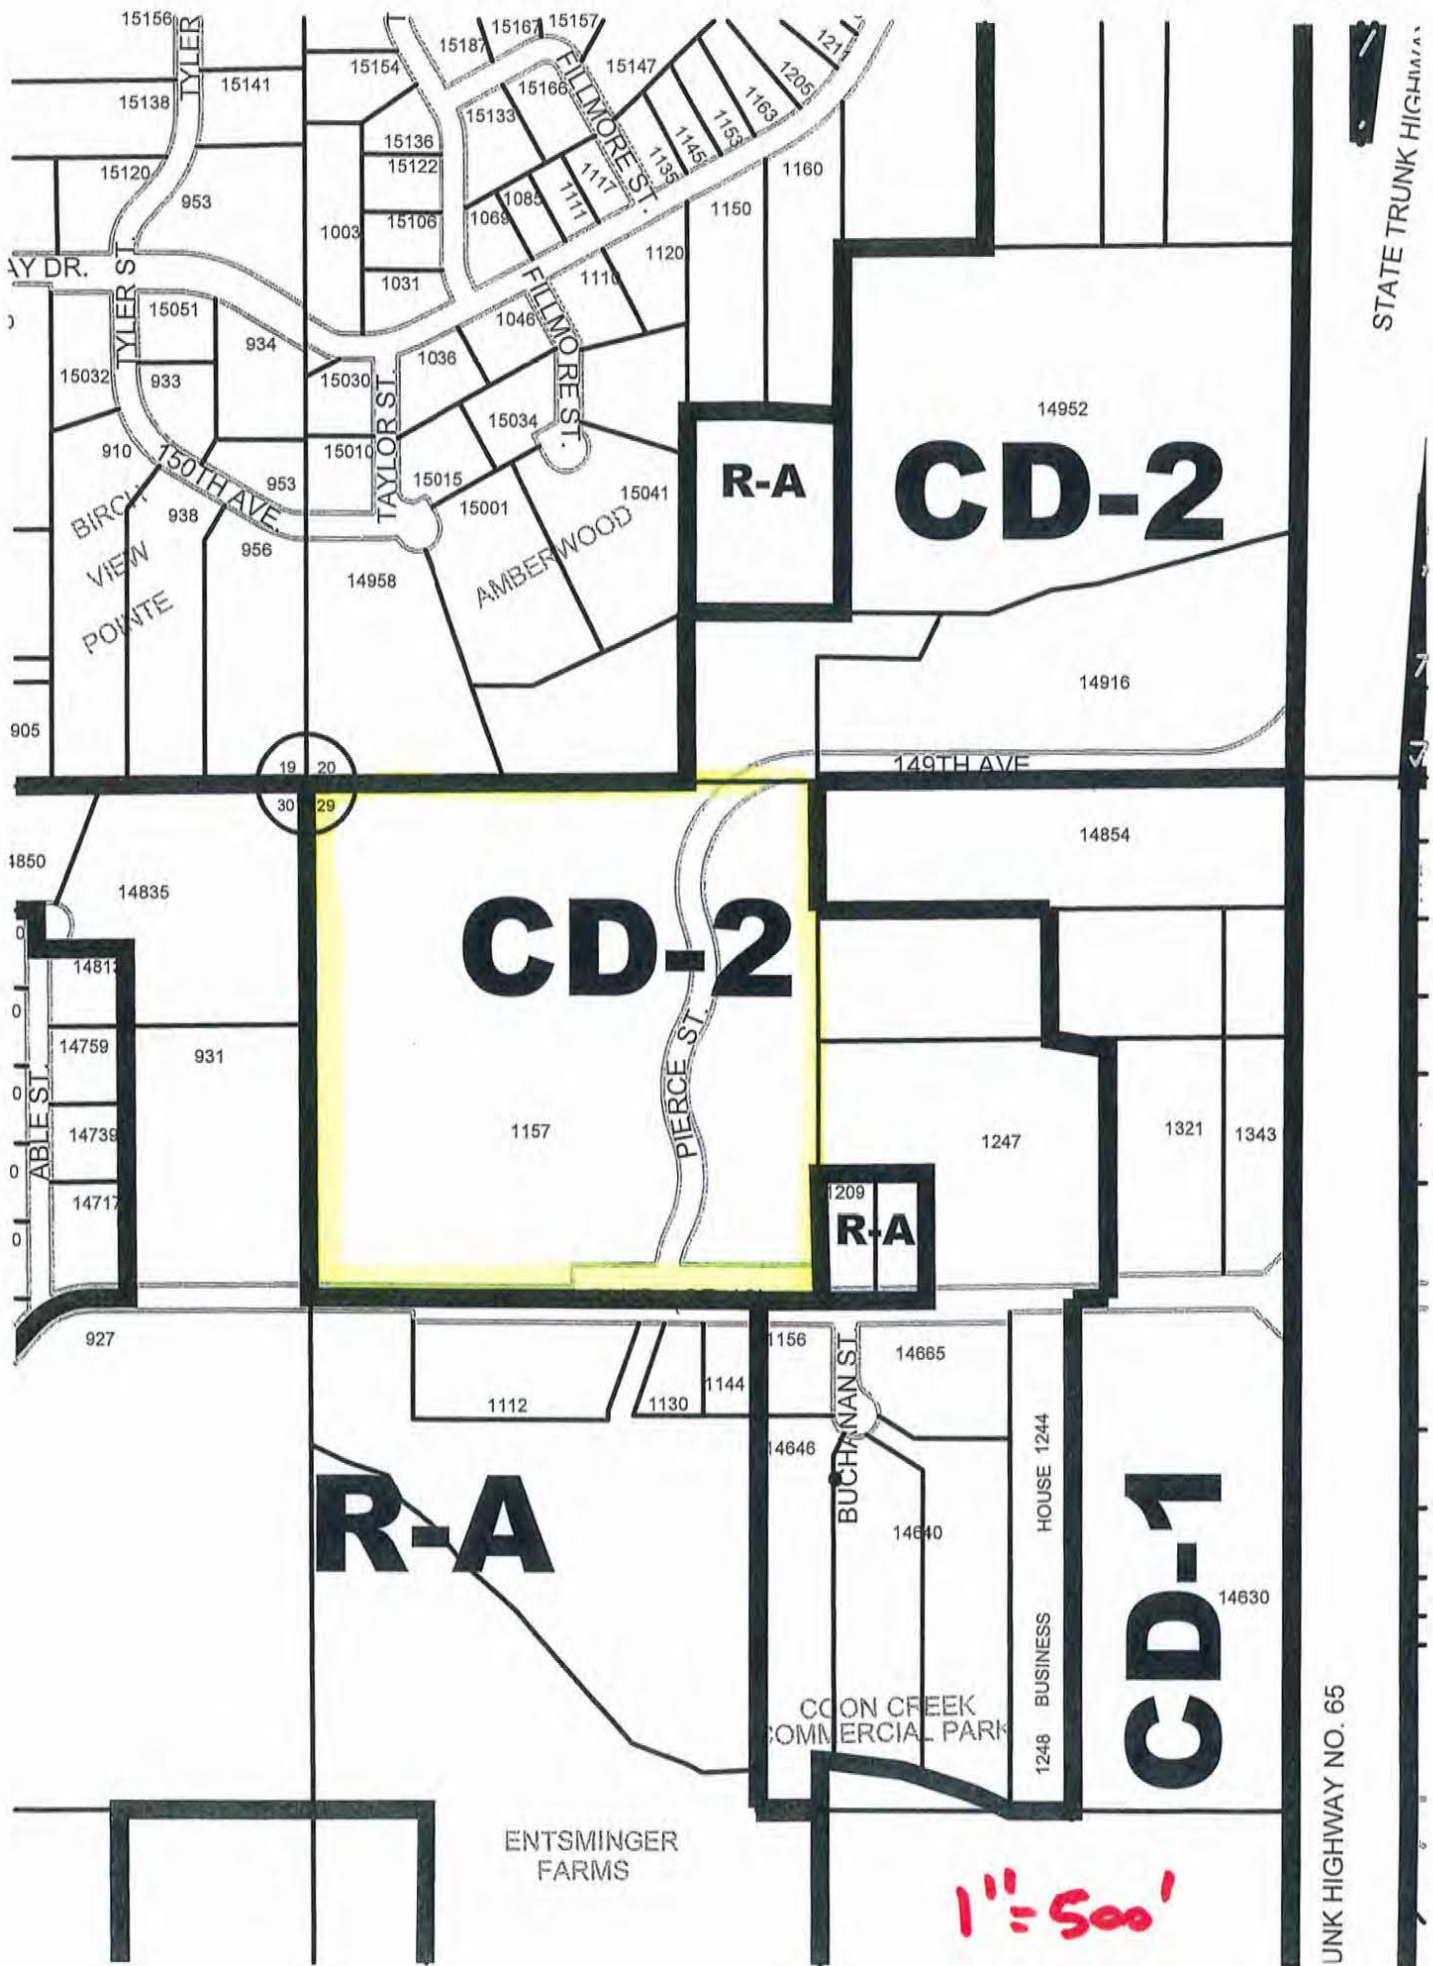 15156
TYLER
15167
15157
15187
1211
15154
15147
1205
15141
15138
15166
15133
FILLMORE ST.
1163
1153
1145
15136
1135
15122
1117
1160
15120
953
1085
1111
15106
1069
1150
1003
1120
AY DR.
TYLER ST.
1031
1110
STATE TRUNK HIGHWAY
15051
FILLMORE ST.
1046
934
1036
15032
933
15030
14952
TAYLOR ST.
15034
910
15010
R-A
CD-2
150TH AVE.
953
15015
15041
938
15001
BIRCH
VIEW
POINTE
956
14958
AMBERWOOD
14916
905
19
20
149TH AVE
30
29
14854
4850
14835
CD-2
14813
PIERCE ST.
14759
931
ABLE ST.
1157
14739
1321
1343
1247
14717
1209
R-A
927
1156
14665
1144
1112
1130
BUCHANAN ST
14646
HOUSE 1244
R-A
14640
CD-1
14630
1248 BUSINESS
COON CREEK
COMMERCIAL PARK
UNK HIGHWAY NO. 65
ENTSMINGER
FARMS
1"=500'